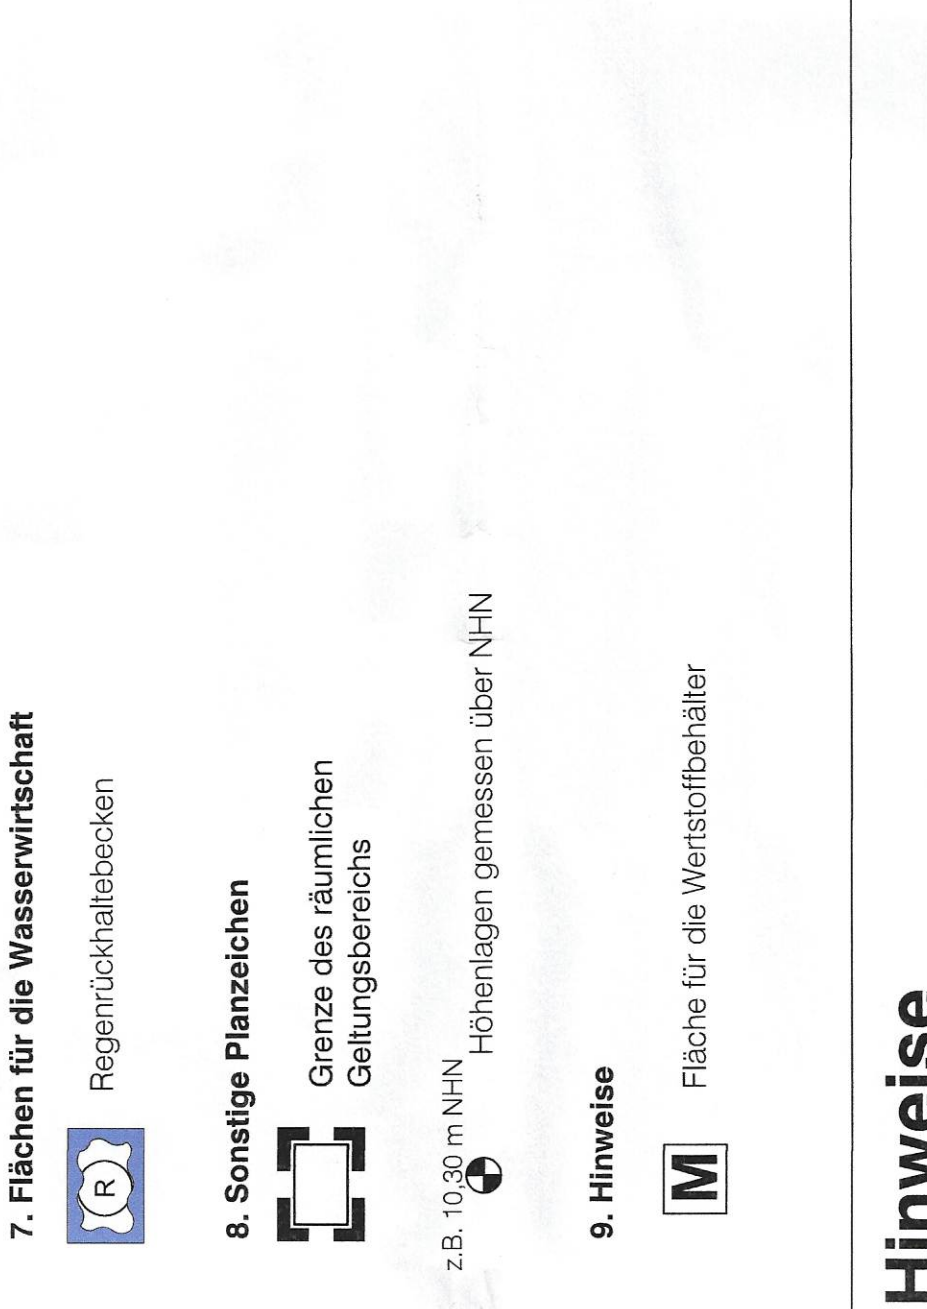 7. Flächen für die Wasserwirtschaft
R
Regenrückhaltebecken
8. Sonstige Planzeichen
Grenze des räumlichen
Geltungsbereichs
z.B. 10,30 m NHN
Höhenlagen gemessen über NHN
9. Hinweise
M
Fläche für die Wertstoffbehälter
Hinweise